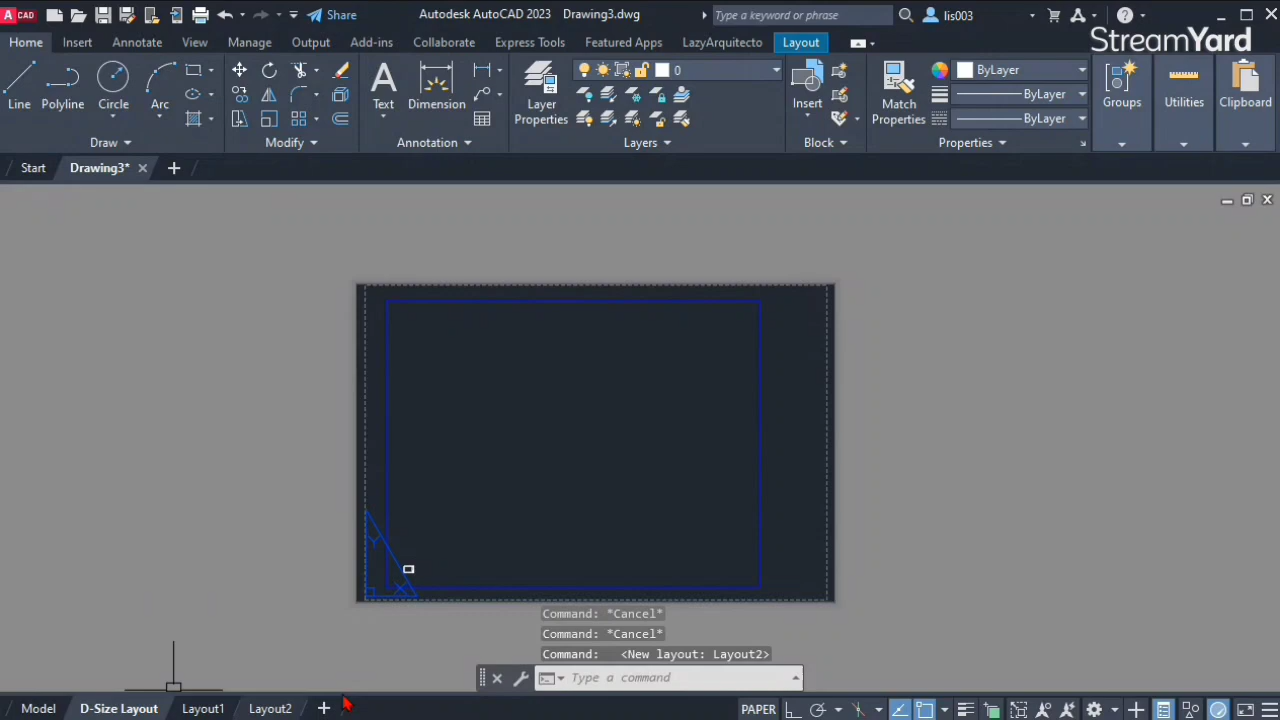 A CAD
Share
Autodesk AutoCAD 2023 Drawing3.dwg
Type a keyword or phrase
lis003
StreamYard
Home Insert Annotate View Manage Output Add-ins Collaborate Express Tools Featured Apps LazyArquitecto Layout
Line Polyline Circle Arc
Text Dimension
Layer Properties
0
Insert
Match Properties
ByLayer
ByLayer
ByLayer
Groups Utilities Clipboard
Draw Modify Annotation Layers Block Properties
Start Drawing3*
Y
X
Command: *Cancel*
Command: *Cancel*
Command: <New layout: Layout2>
Type a command
Model D-Size Layout Layout1 Layout2 +
PAPER